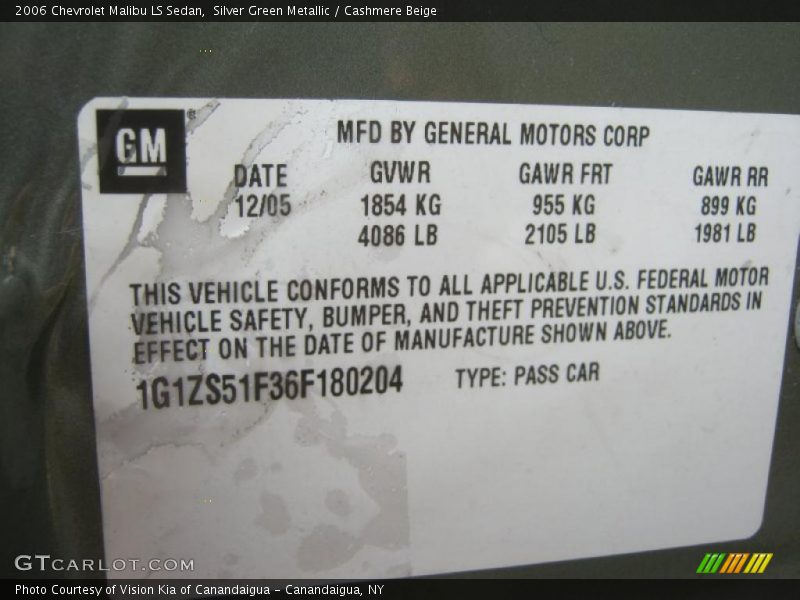 2006 Chevrolet Malibu LS Sedan,  Silver Green Metallic / Cashmere Beige
GM
®
MFD BY GENERAL MOTORS CORP
DATE GVWR GAWR FRT GAWR RR
12/05 1854 KG 955 KG 899 KG
4086 LB 2105 LB 1981 LB
THIS VEHICLE CONFORMS TO ALL APPLICABLE U.S. FEDERAL MOTOR
VEHICLE SAFETY, BUMPER, AND THEFT PREVENTION STANDARDS IN
EFFECT ON THE DATE OF MANUFACTURE SHOWN ABOVE.
1G1ZS51F36F180204 TYPE: PASS CAR
GTCARLOT.COM
Photo Courtesy of Vision Kia of Canandaigua - Canandaigua, NY